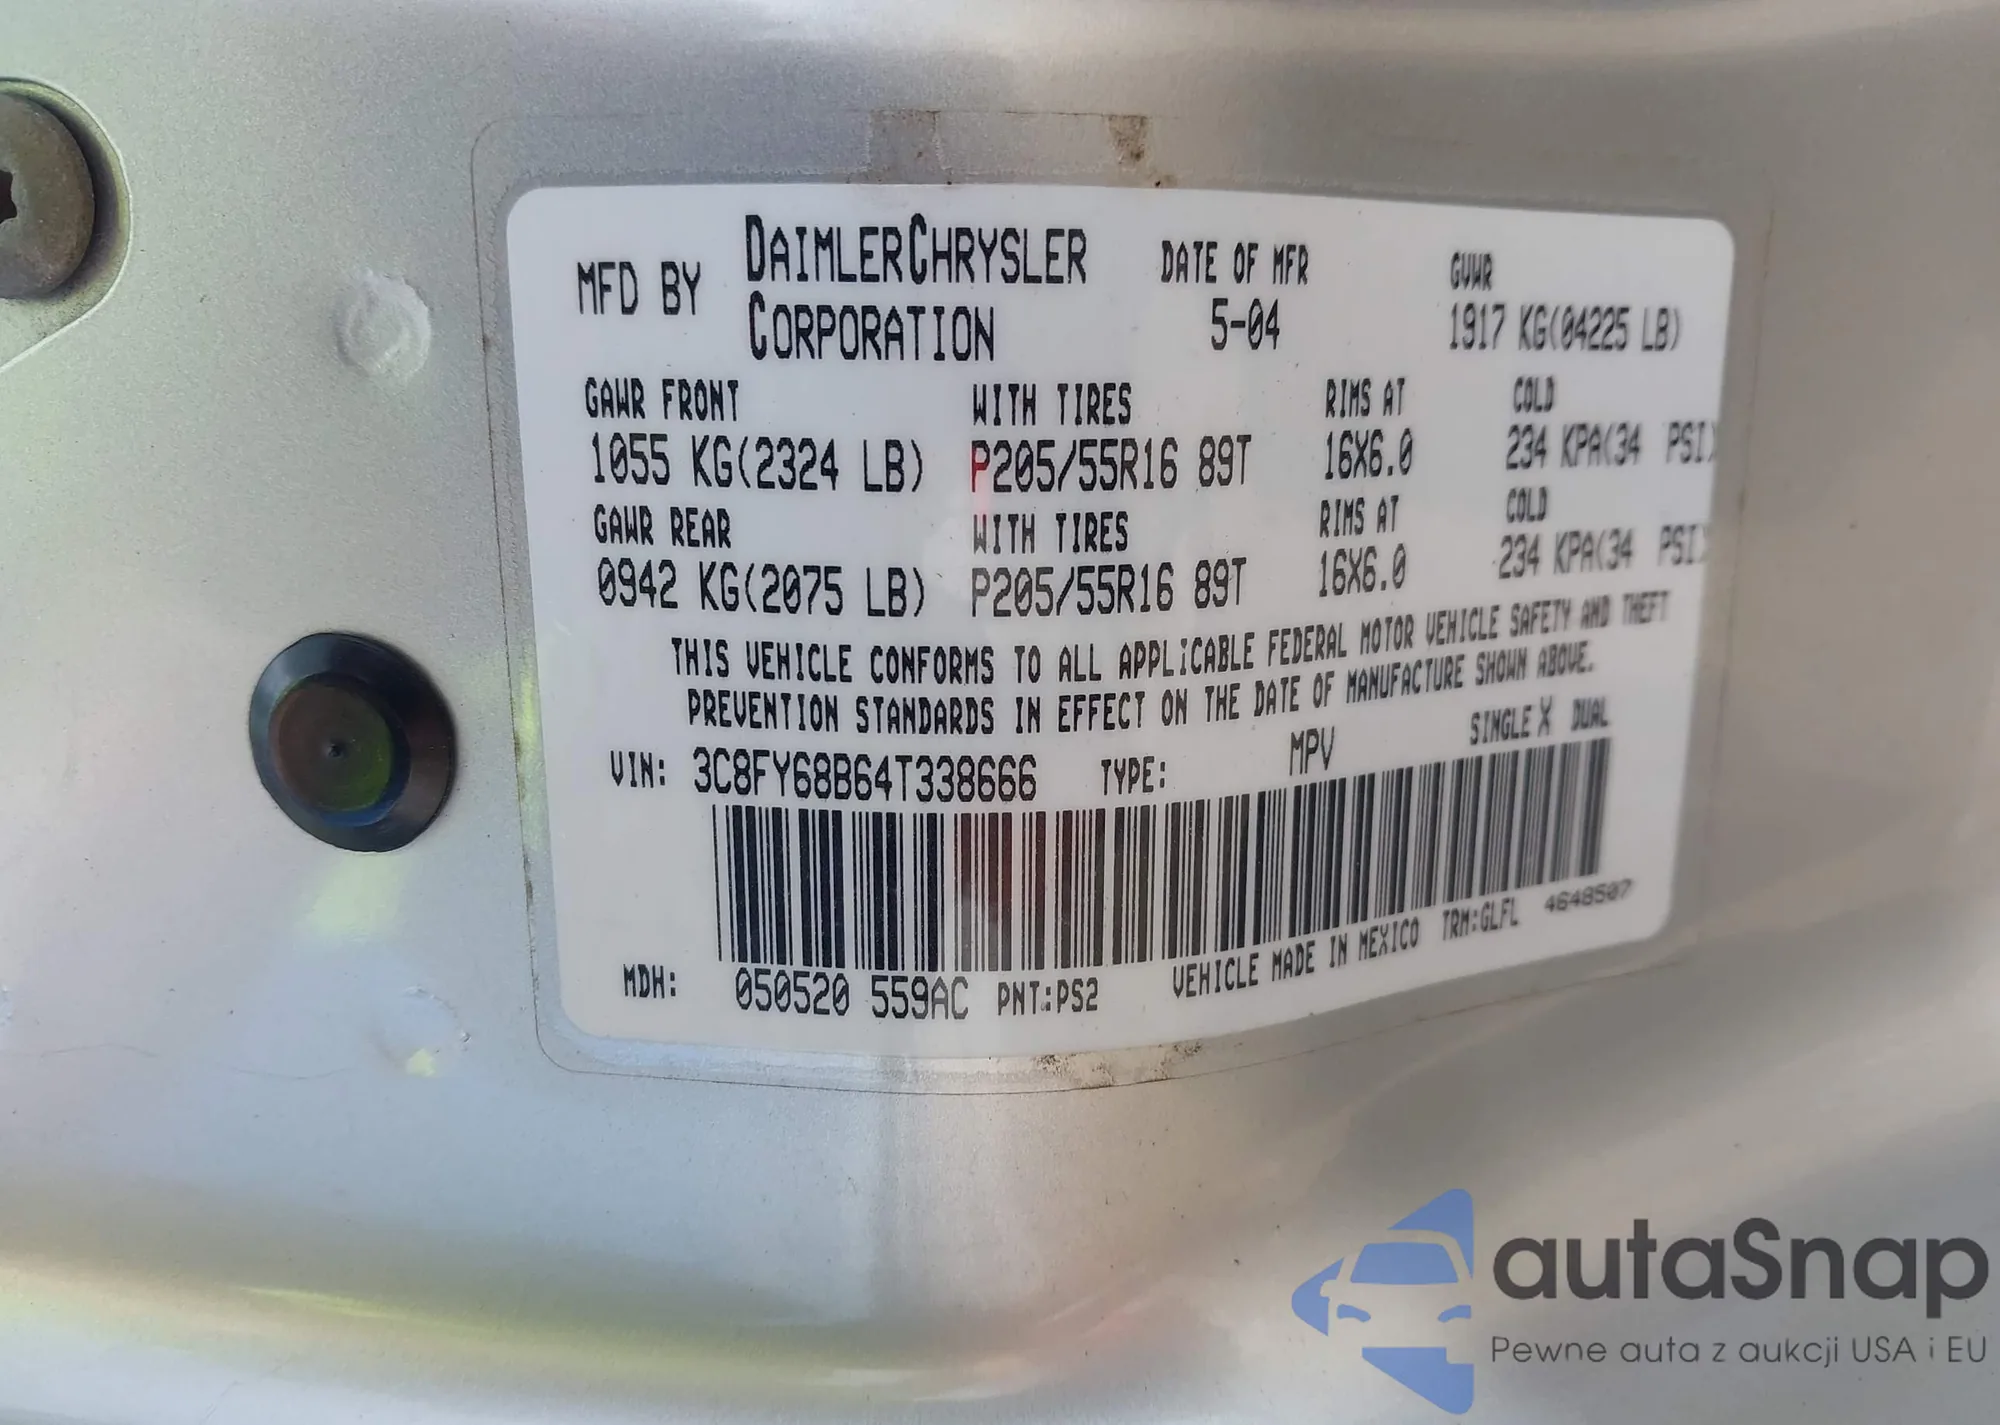 MFD BY DAIMLERCHRYSLER CORPORATION DATE OF MFR 5-04 GVWR 1917 KG(04225 LB)
GAWR FRONT WITH TIRES RIMS AT COLD
1055 KG(2324 LB) P205/55R16 89T 16X6.0 234 KPA(34 PSI)
GAWR REAR WITH TIRES RIMS AT COLD
0942 KG(2075 LB) P205/55R16 89T 16X6.0 234 KPA(34 PSI)
THIS VEHICLE CONFORMS TO ALL APPLICABLE FEDERAL MOTOR VEHICLE SAFETY AND THEFT
PREVENTION STANDARDS IN EFFECT ON THE DATE OF MANUFACTURE SHOWN ABOVE.
VIN: 3C8FY68B64T338666 TYPE: MPV SINGLE X DUAL
MDH: 050520 559AC PNT:PS2 VEHICLE MADE IN MEXICO TRM:GLFL 4648507
autaSnap
Pewne auta z aukcji USA i EU